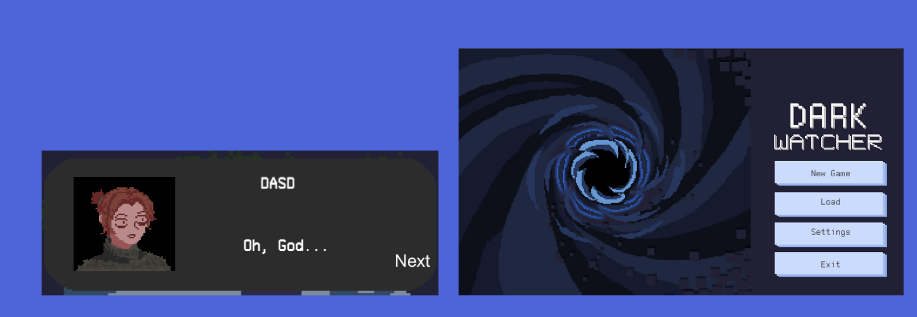 DASD
Oh, God...
Next
DARK
WATCHER
New Game
Load
Settings
Exit